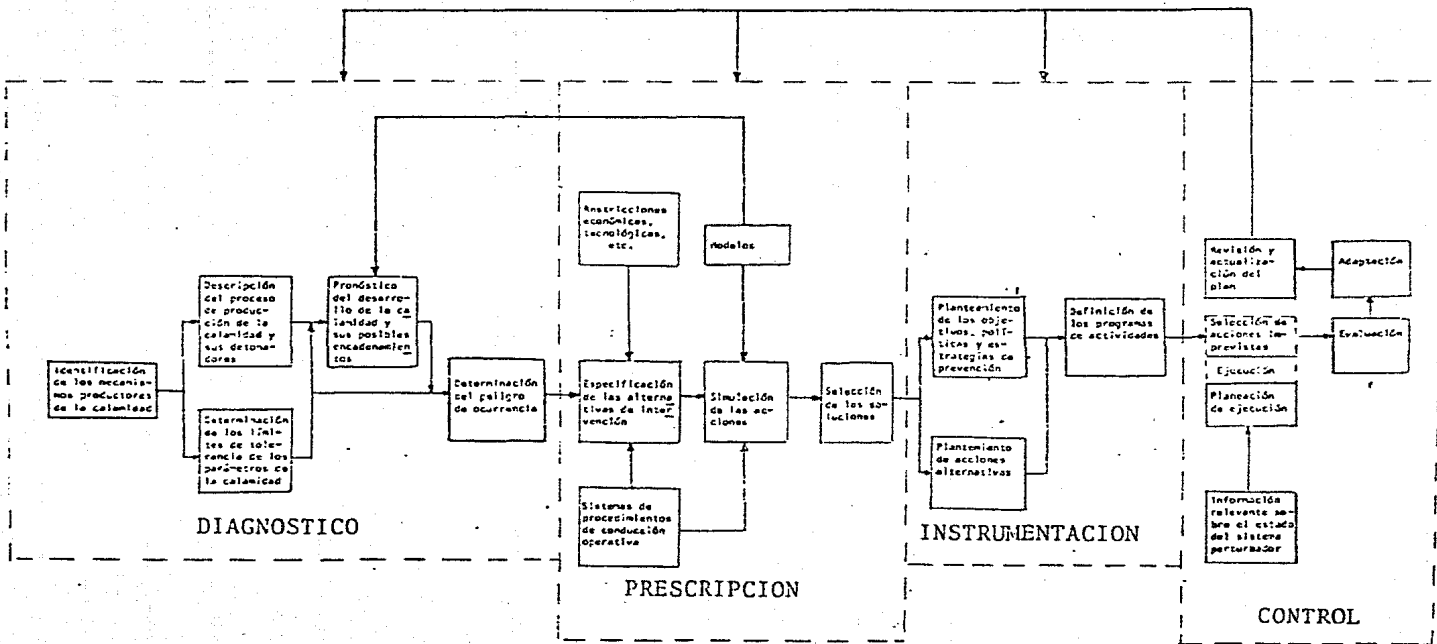 Identificación
de los mecanis-
mos productores
de la calamidad
Descripción
del proceso
de produc-
ción de la
calamidad y
sus detona-
dores
Determinación
de los lími-
tes de tole-
rancia de los
parámetros de
la calamidad
Pronóstico
del desarro-
llo de la ca
lamidad y
sus posibles
encadenamien
tos
Determinación
del peligro
de ocurrencia
DIAGNOSTICO
Restricciones
económicas,
tecnológicas,
etc.
Modelos
Especificación
de las alterna
tivas de inter
vención
Simulación
de las ac-
ciones
Selección
de las so-
luciones
Sistemas de
procedimientos
de conducción
operativa
PRESCRIPCION
Planteamiento
de los obje-
tivos, polí-
ticas y es-
trategias de
prevención
Planteamiento
de acciones
alternativas
Definición de
los programas
de actividades
INSTRUMENTACION
Revisión y
actualiza-
ción del
plan
Adaptación
Selección de
acciones im-
previstas
Evaluación
Ejecución
Planeación
de ejecución
Información
relevante so-
bre el estado
del sistema
perturbador
CONTROL